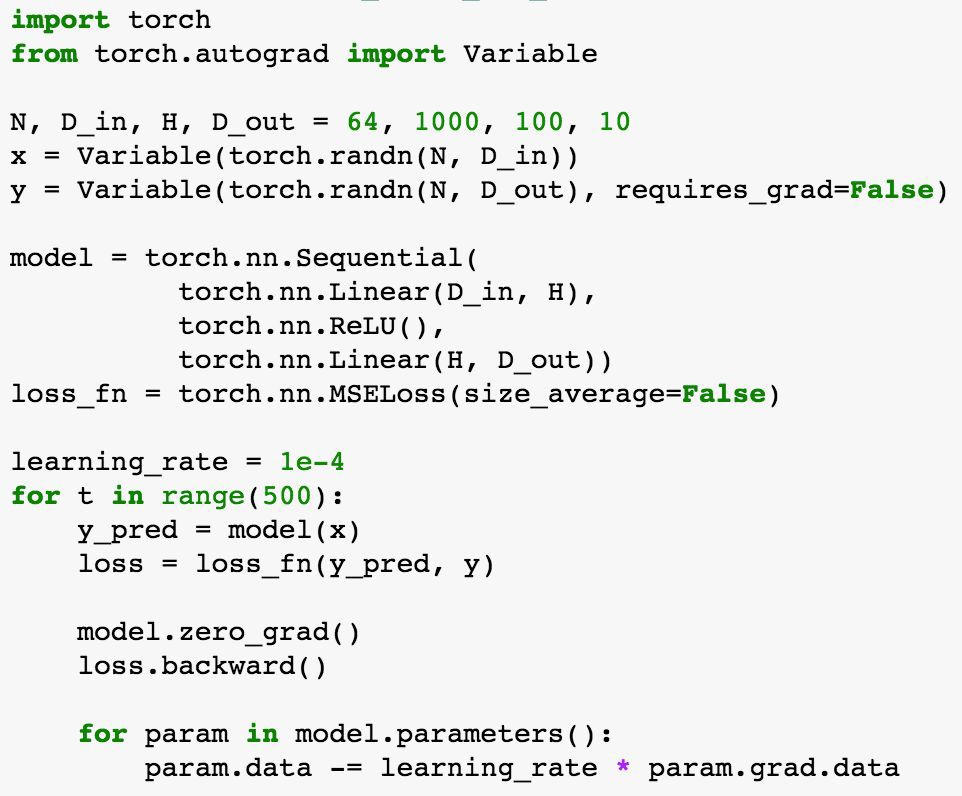 import torch
from torch.autograd import Variable
N, D_in, H, D_out = 64, 1000, 100, 10
x = Variable(torch.randn(N, D_in))
y = Variable(torch.randn(N, D_out), requires_grad=False)
model = torch.nn.Sequential(
torch.nn.Linear(D_in, H),
torch.nn.ReLU(),
torch.nn.Linear(H, D_out))
loss_fn = torch.nn.MSELoss(size_average=False)
learning_rate = 1e-4
for t in range(500):
y_pred = model(x)
loss = loss_fn(y_pred, y)
model.zero_grad()
loss.backward()
for param in model.parameters():
param.data -= learning_rate * param.grad.data